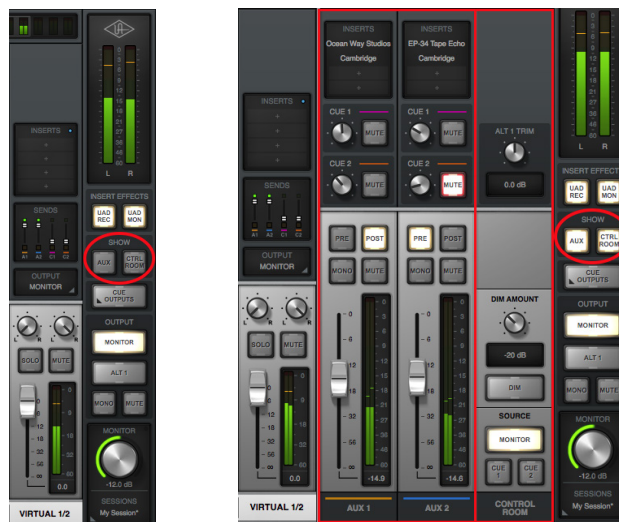 INSERTS
SENDS
A1 A2 C1 C2
OUTPUT
MONITOR
L R
SOLO MUTE
0.0
VIRTUAL 1/2
L R
INSERT EFFECTS
UAD REC
UAD MON
SHOW
AUX
CTRL ROOM
CUE OUTPUTS
OUTPUT
MONITOR
ALT 1
MONO MUTE
MONITOR
-12.0 dB
SESSIONS
My Session*
INSERTS
SENDS
A1 A2 C1 C2
OUTPUT
MONITOR
L R
SOLO MUTE
0.0
VIRTUAL 1/2
INSERTS
Ocean Way Studios
Cambridge
CUE 1
MUTE
CUE 2
MUTE
PRE POST
MONO MUTE
-14.9
AUX 1
INSERTS
EP-34 Tape Echo
Cambridge
CUE 1
MUTE
CUE 2
MUTE
PRE POST
MONO MUTE
-14.6
AUX 2
ALT 1 TRIM
0.0 dB
DIM AMOUNT
-20 dB
DIM
SOURCE
MONITOR
CUE 1
CUE 2
CONTROL
ROOM
L R
INSERT EFFECT
UAD REC
UAD MON
SHOW
AUX
CTRL ROOM
CUE OUTPUTS
OUTPUT
MONITOR
ALT 1
MONO MUTE
MONITOR
-12.0 dB
SESSIONS
My Session*